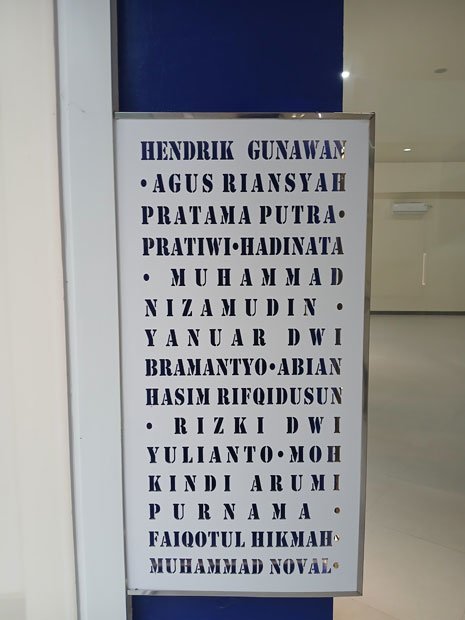 HENDRIK GUNAWAN
•AGUS RIANSYAH
PRATAMA PUTRA•
PRATIWI•HADINATA
• MUHAMMAD
NIZAMUDIN •
YANUAR DWI
BRAMANTYO•ABIAN
HASIM RIFQIDUSUN
• RIZKI DWI
YULIANTO•MOH
KINDI ARUMI
PURNAMA •
FAIQOTUL HIKMAH•
MUHAMMAD NOVAL•